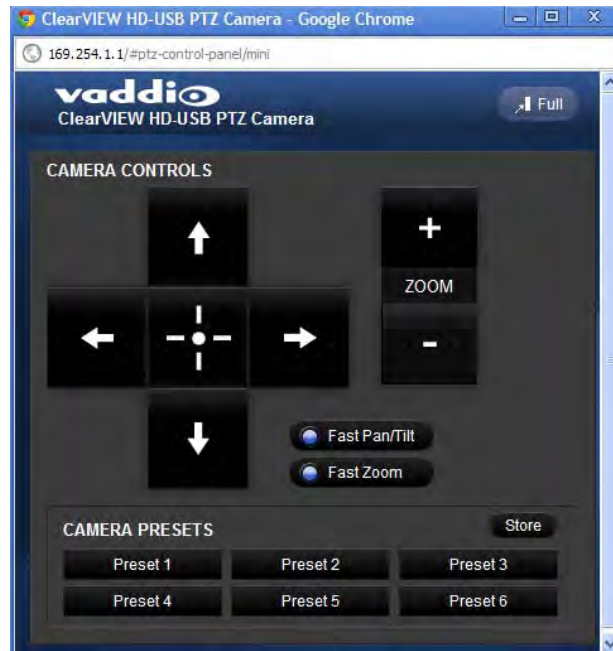 ClearVIEW HD-USB PTZ Camera - Google Chrome
169.254.1.1/#ptz-control-panel/mini
vaddio
ClearVIEW HD-USB PTZ Camera
Full
CAMERA CONTROLS
+
ZOOM
-
Fast Pan/Tilt
Fast Zoom
CAMERA PRESETS
Store
Preset 1 Preset 2 Preset 3
Preset 4 Preset 5 Preset 6